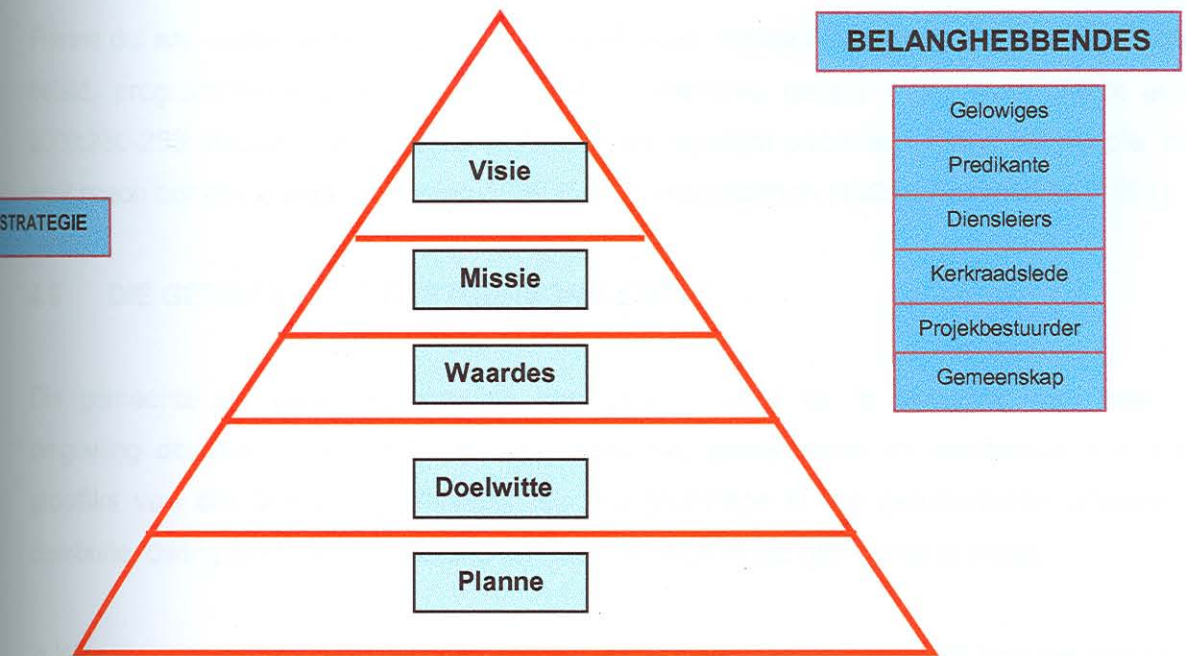 BELANGHEBBENDES
Gelowiges
Predikante
Diensleiers
Kerkraadslede
Projekbestuurder
Gemeenskap
STRATEGIE
Visie
Missie
Waardes
Doelwitte
Planne